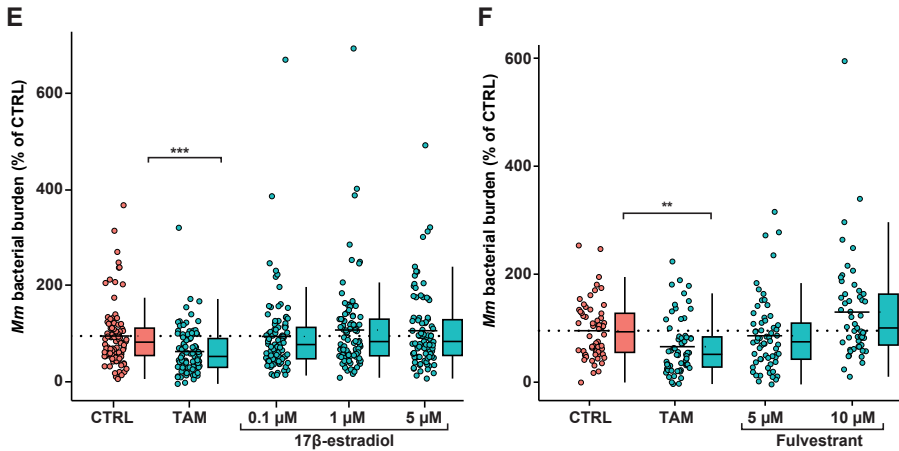 E
Mm bacterial burden (% of CTRL)
600
400
200
0
***
CTRL TAM 0.1 µM 1 µM 5 µM
17β-estradiol
F
Mm bacterial burden (% of CTRL)
600
400
200
0
**
CTRL TAM 5 µM 10 µM
Fulvestrant